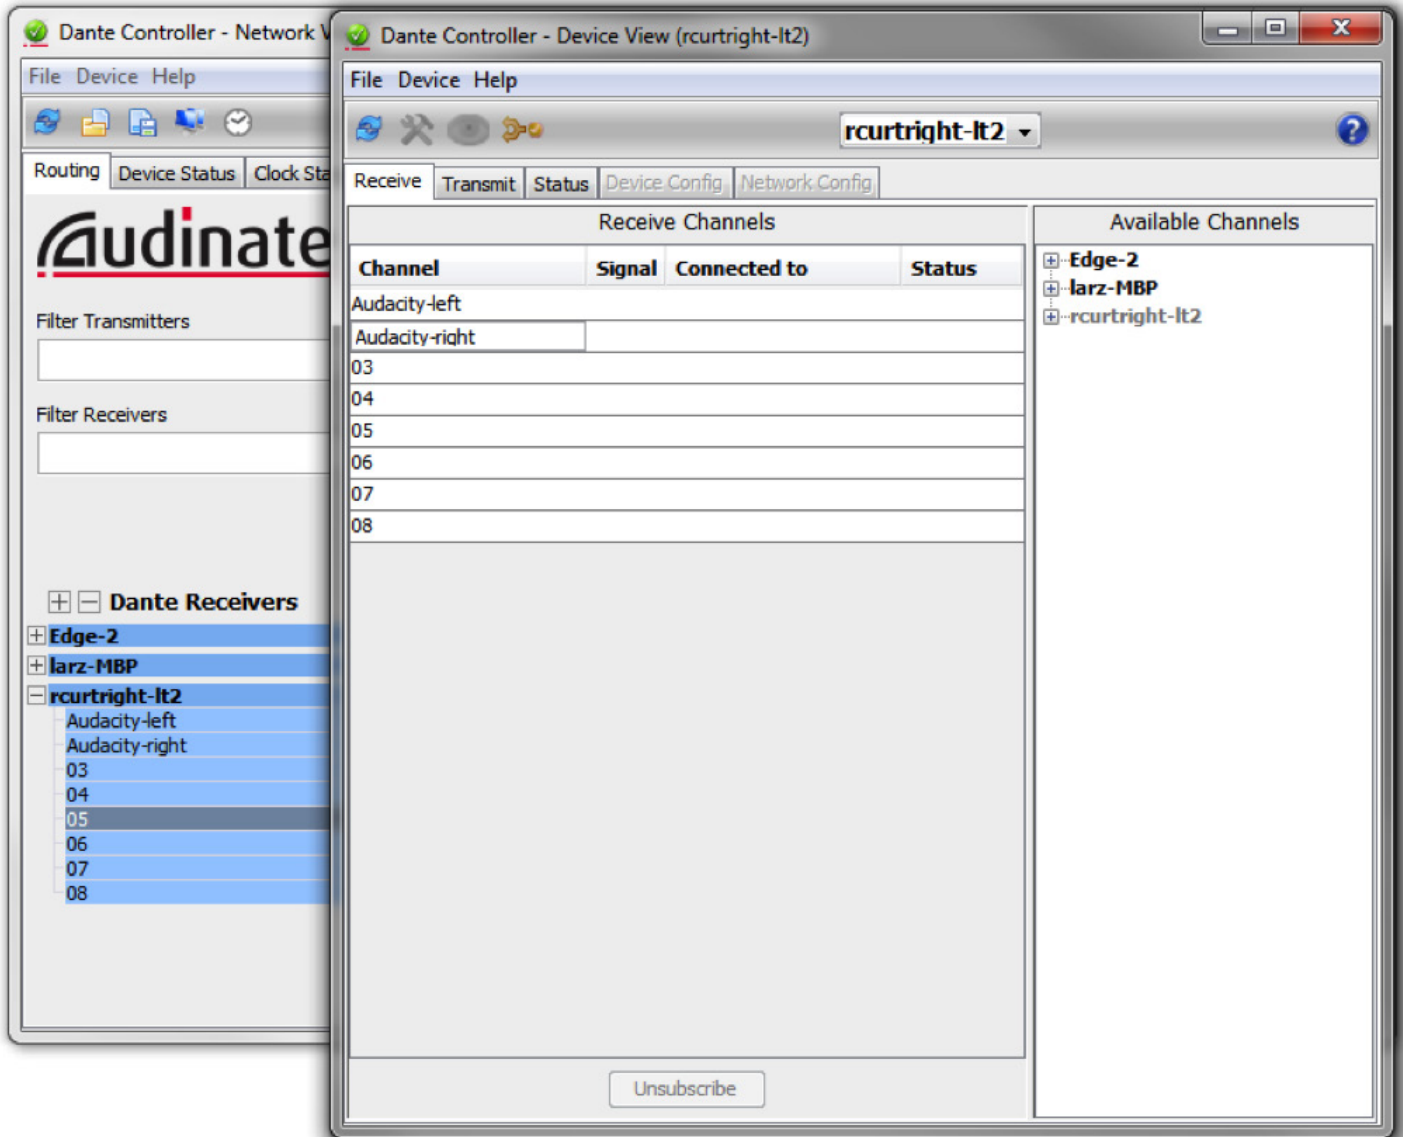 Dante Controller - Network V
File Device Help
Routing Device Status Clock Sta
Audinate
Filter Transmitters
Filter Receivers
Dante Receivers
Edge-2
larz-MBP
rcurtright-lt2
Audacity-left
Audacity-right
03
04
05
06
07
08
Dante Controller - Device View (rcurtright-lt2)
File Device Help
rcurtright-lt2
Receive Transmit Status Device Config Network Config
Receive Channels
Channel Signal Connected to Status
Audacity-left
Audacity-right
03
04
05
06
07
08
Unsubscribe
Available Channels
Edge-2
larz-MBP
rcurtright-lt2